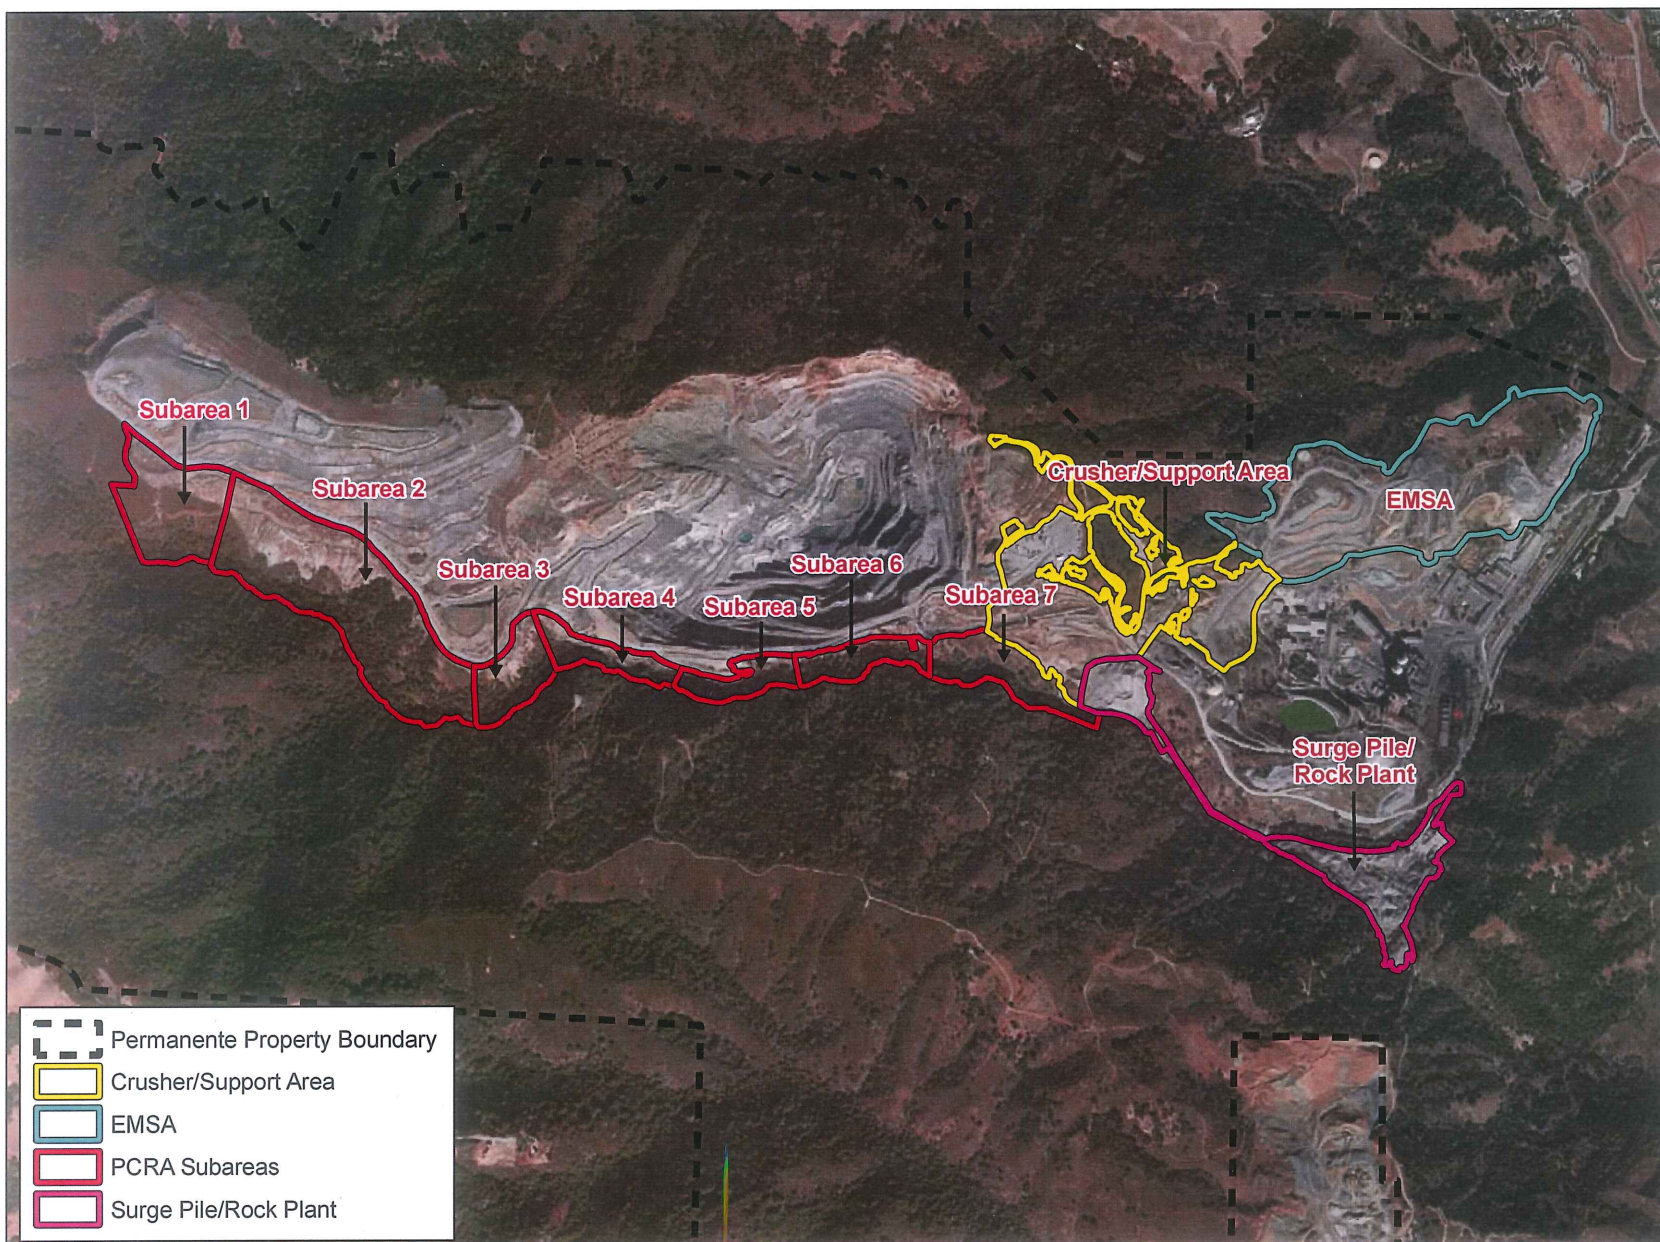 Subarea 1
Subarea 2
Subarea 3
Subarea 4
Subarea 5
Subarea 6
Subarea 7
Crusher/Support Area
EMSA
Surge Pile/
Rock Plant
Permanente Property Boundary
Crusher/Support Area
EMSA
PCRA Subareas
Surge Pile/Rock Plant